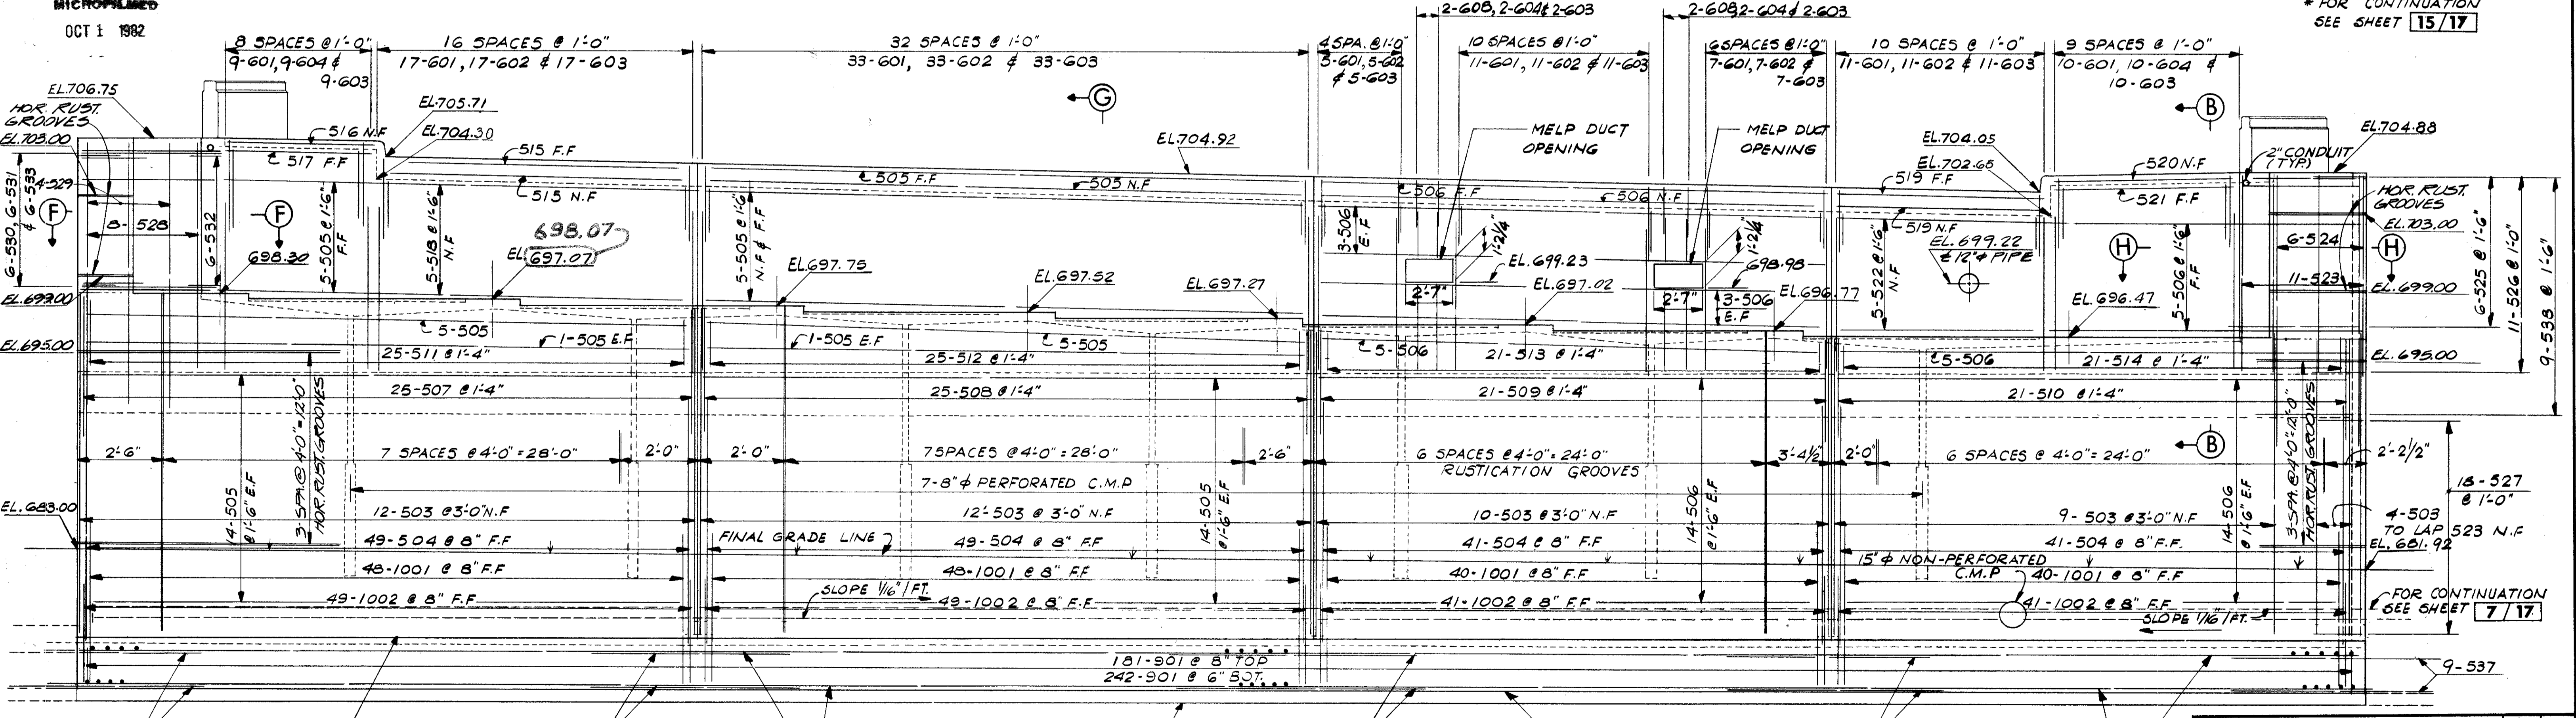 MICROFILMED
OCT 1 1982
* FOR CONTINUATION
SEE SHEET 15/17
2-608, 2-604 & 2-603
2-608, 2-604 & 2-603
8 SPACES @ 1'-0"
9-601, 9-604 &
9-603
16 SPACES @ 1'-0"
17-601, 17-602 & 17-603
32 SPACES @ 1'-0"
33-601, 33-602 & 33-603
4 SPA. @ 1'-0"
5-601, 5-602
& 5-603
10 SPACES @ 1'-0"
11-601, 11-602 & 11-603
6 SPACES @ 1'-0"
7-601, 7-602 &
7-603
10 SPACES @ 1'-0"
11-601, 11-602 & 11-603
9 SPACES @ 1'-0"
10-601, 10-604 &
10-603
EL.706.75
HOR. RUST.
GROOVES
EL.703.00
516 N.F
517 F.F
EL.705.71
EL.704.30
515 F.F
515 N.F
G
EL.704.92
505 F.F
505 N.F
MELP DUCT
OPENING
MELP DUCT
OPENING
506 F.F
506 N.F
EL.704.05
EL.702.65
519 F.F
519 N.F
B
520 N.F
521 F.F
2" CONDUIT
(TYP)
EL.704.88
HOR. RUST.
GROOVES
EL.703.00
6-530, 6-531
& 6-533
4-529
F
8-528
6-532
F
698.30
5-505 @ 1'-6"
F.F
5-518 @ 1'-6"
N.F
698.07
EL.697.07
5-505 @ 1'-6"
N.F & F.F
EL.697.75
EL.697.52
EL.697.27
3-506
E.F
1'-2 1/4"
EL.699.23
2'-7"
EL.697.02
1'-2 1/4"
698.98
2'-7"
3-506
E.F
EL.696.77
5-522 @ 1'-6"
N.F
EL.699.22
℄ 12"ϕ PIPE
EL.696.47
H
5-506 @ 1'-6"
F.F
6-524
H
11-523
EL.699.00
6-525 @ 1'-6"
11-526 @ 1'-0"
9-538 @ 1'-6"
EL.699.00
EL.695.00
5-505
1-505 E.F
1-505 E.F
5-505
5-506
5-506
EL.695.00
25-511 @ 1'-4"
25-512 @ 1'-4"
21-513 @ 1'-4"
21-514 @ 1'-4"
25-507 @ 1'-4"
25-508 @ 1'-4"
21-509 @ 1'-4"
21-510 @ 1'-4"
B
2'-6"
7 SPACES @ 4'-0" = 28'-0"
2'-0"
2'-0"
7 SPACES @ 4'-0" = 28'-0"
2'-6"
6 SPACES @ 4'-0" = 24'-0"
RUSTICATION GROOVES
3'-4 1/2"
2'-0"
6 SPACES @ 4'-0" = 24'-0"
2'-2 1/2"
14-505
@ 1'-6" E.F
3-SPA. @ 4'-0" = 12'-0"
HOR. RUST. GROOVES
7-8"ϕ PERFORATED C.M.P
14-505
@ 1'-6" E.F
14-506
@ 1'-6" E.F
14-506
@ 1'-6" E.F
3-SPA. @ 4'-0" = 12'-0"
HOR. RUST. GROOVES
18-527
@ 1'-0"
EL.683.00
12-503 @ 3'-0" N.F
12-503 @ 3'-0" N.F
10-503 @ 3'-0" N.F
9-503 @ 3'-0" N.F
4-503
TO LAP 523 N.F
49-504 @ 8" F.F
FINAL GRADE LINE
49-504 @ 8" F.F
41-504 @ 8" F.F
41-504 @ 8" F.F.
EL. 681.92
48-1001 @ 8" F.F
48-1001 @ 8" F.F
40-1001 @ 8" F.F
15"ϕ NON-PERFORATED
C.M.P
40-1001 @ 8" F.F
49-1002 @ 8" F.F
SLOPE 1/16"/FT.
49-1002 @ 8" F.F
41-1002 @ 8" F.F
41-1002 @ 8" F.F
SLOPE 1/16"/FT.
FOR CONTINUATION
SEE SHEET 7/17
181-901 @ 8" TOP
242-901 @ 6" BOT.
9-537